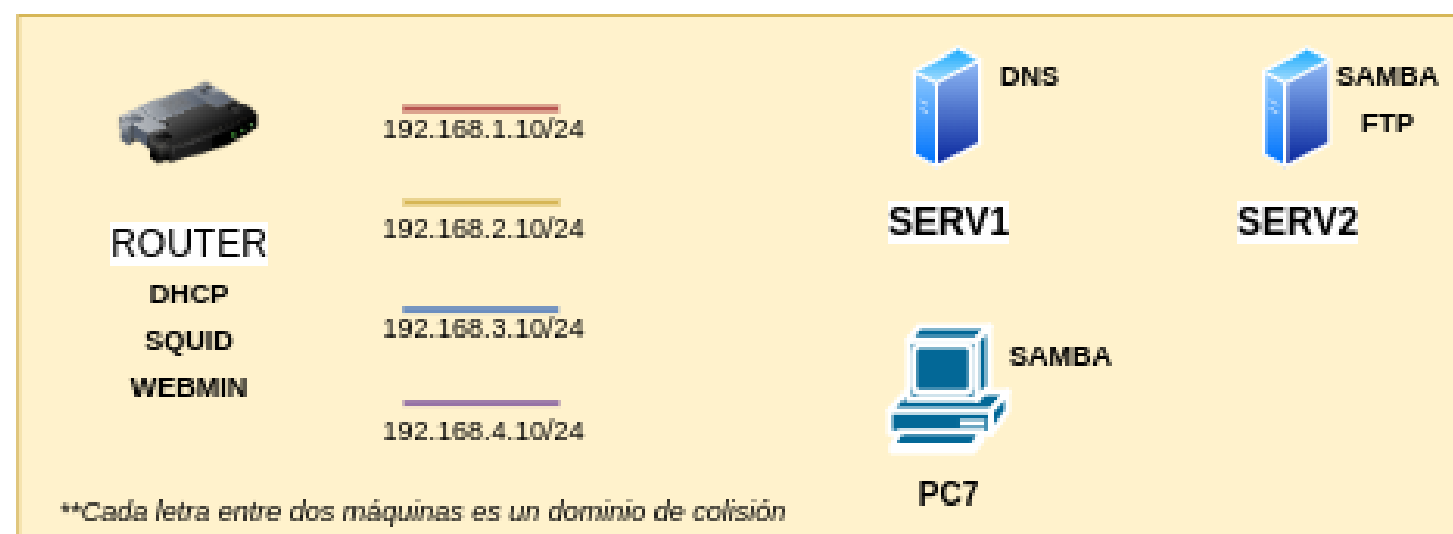 DNS
SAMBA
FTP
192.168.1.10/24
192.168.2.10/24
SERV1
SERV2
ROUTER
DHCP
SQUID
WEBMIN
192.168.3.10/24
SAMBA
192.168.4.10/24
PC7
**Cada letra entre dos máquinas es un dominio de colisión